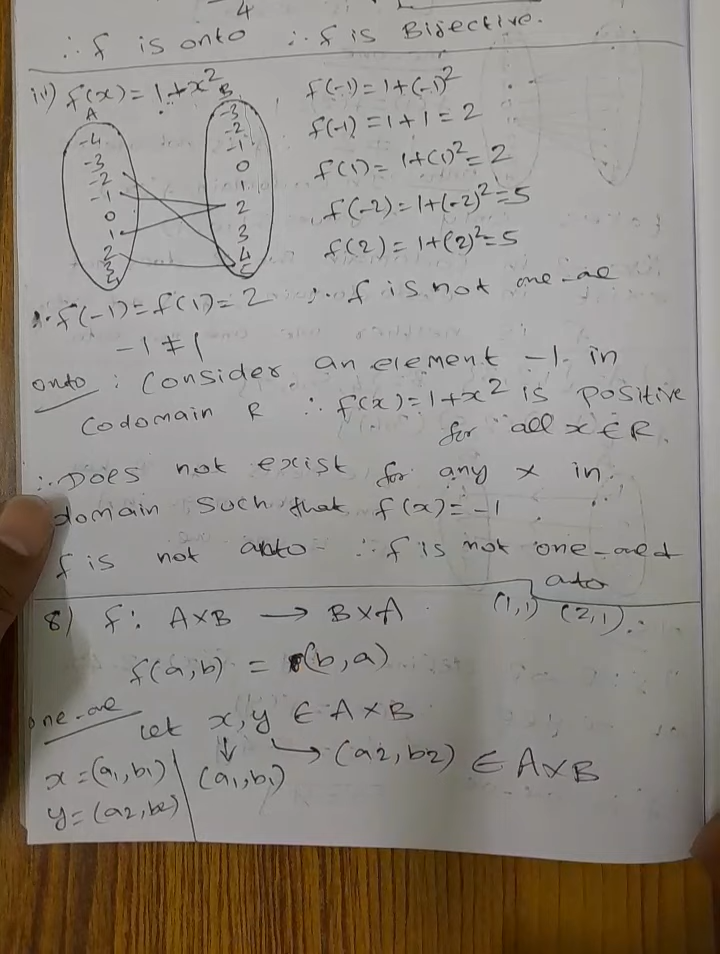 4
∴ f is onto ∴ f is Bijective.
ii) f(x) = 1+x²
A
B
-4
-3
-2
-1
0
1
2
3
-3
-2
-1
0
1
2
3
4
5
f(-1) = 1+(-1)²
f(-1) = 1+1 = 2
f(1) = 1+(1)² = 2
f(-2) = 1+(-2)² = 5
f(2) = 1+(2)² = 5
∴ f(-1) = f(1) = 2 ∴ f is not one-one
-1 ≠ 1
onto : Consider an element -1 in
Codomain R ∴ f(x) = 1+x² is positive
for all x ∈ R.
∴ Does not exist for any x in
domain such that f(x) = -1
f is not onto ∴ f is not one-one &
onto
8) f: A×B → B×A (1,1) (2,1).
f(a,b) = (b,a)
one-one
Let x, y ∈ A×B
x = (a₁,b₁) (a₁,b₁) (a2, b2) ∈ A×B
y = (a2, b2)